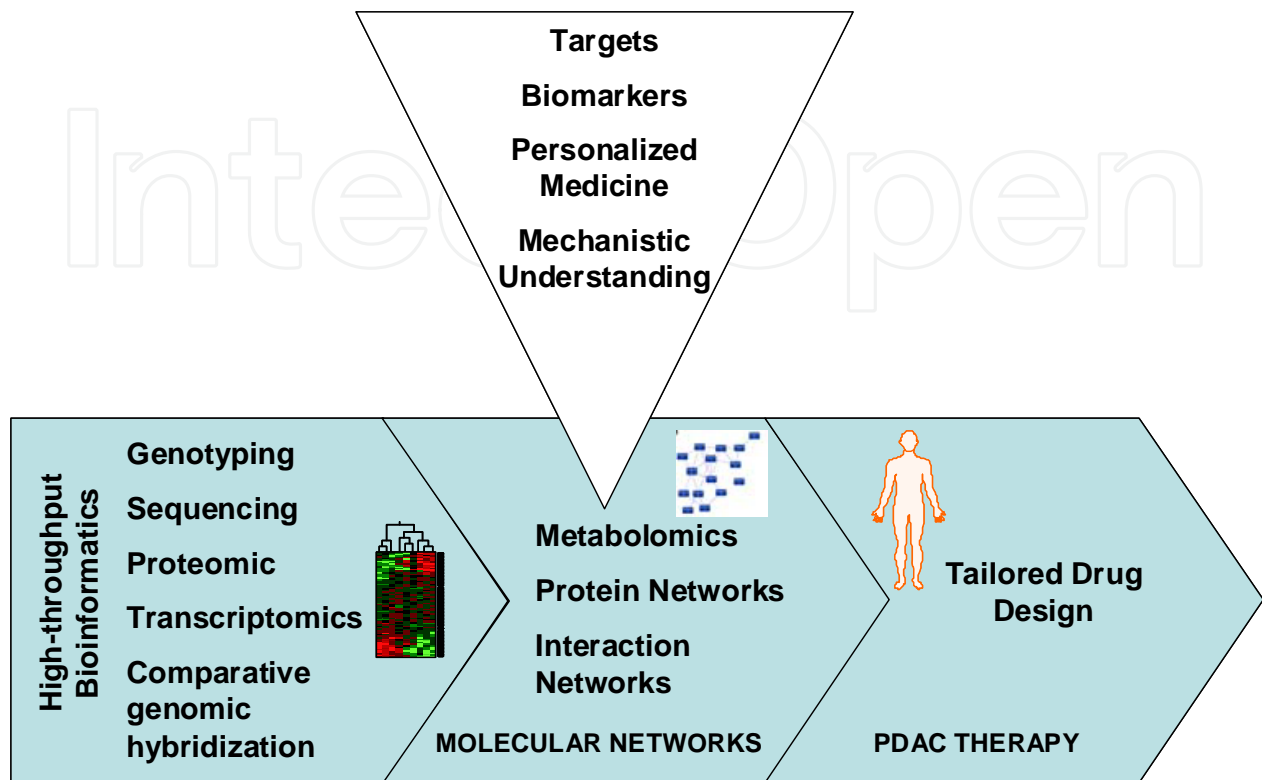 Targets
Biomarkers
Personalized
Medicine
Mechanistic
Understanding
High-throughput
Bioinformatics
Genotyping
Sequencing
Proteomic
Transcriptomics
Comparative
genomic
hybridization
Metabolomics
Protein Networks
Interaction
Networks
MOLECULAR NETWORKS
Tailored Drug
Design
PDAC THERAPY